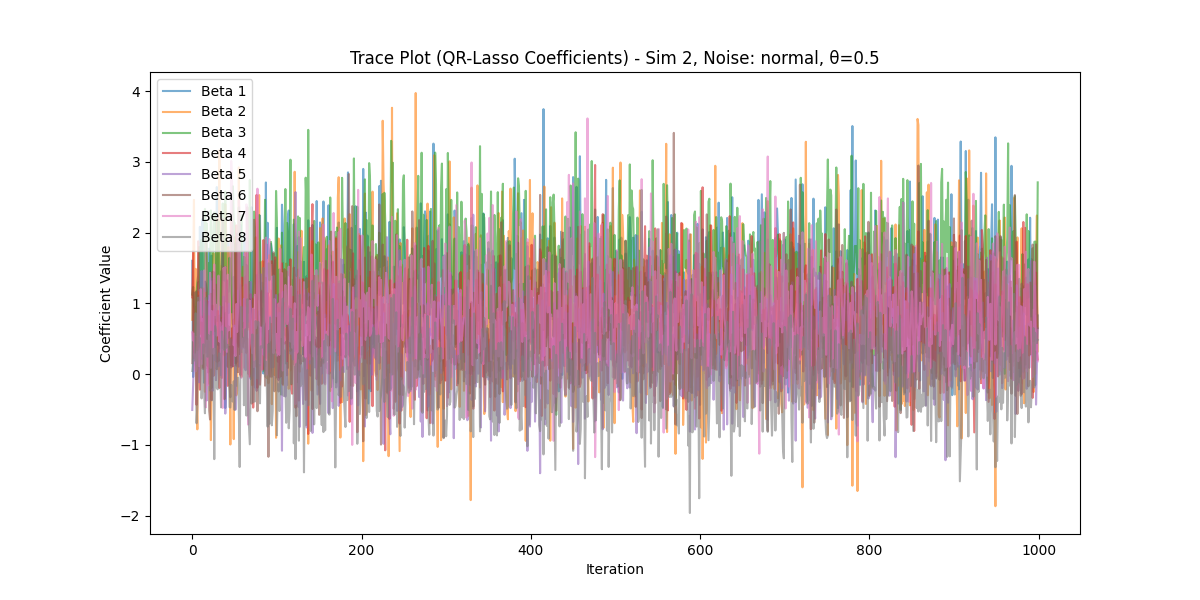 Trace Plot (QR-Lasso Coefficients) - Sim 2, Noise: normal, θ=0.5
Beta 1
Beta 2
Beta 3
Beta 4
Beta 5
Beta 6
Beta 7
Beta 8
4
3
2
1
0
−1
−2
Coefficient Value
0 200 400 600 800 1000
Iteration